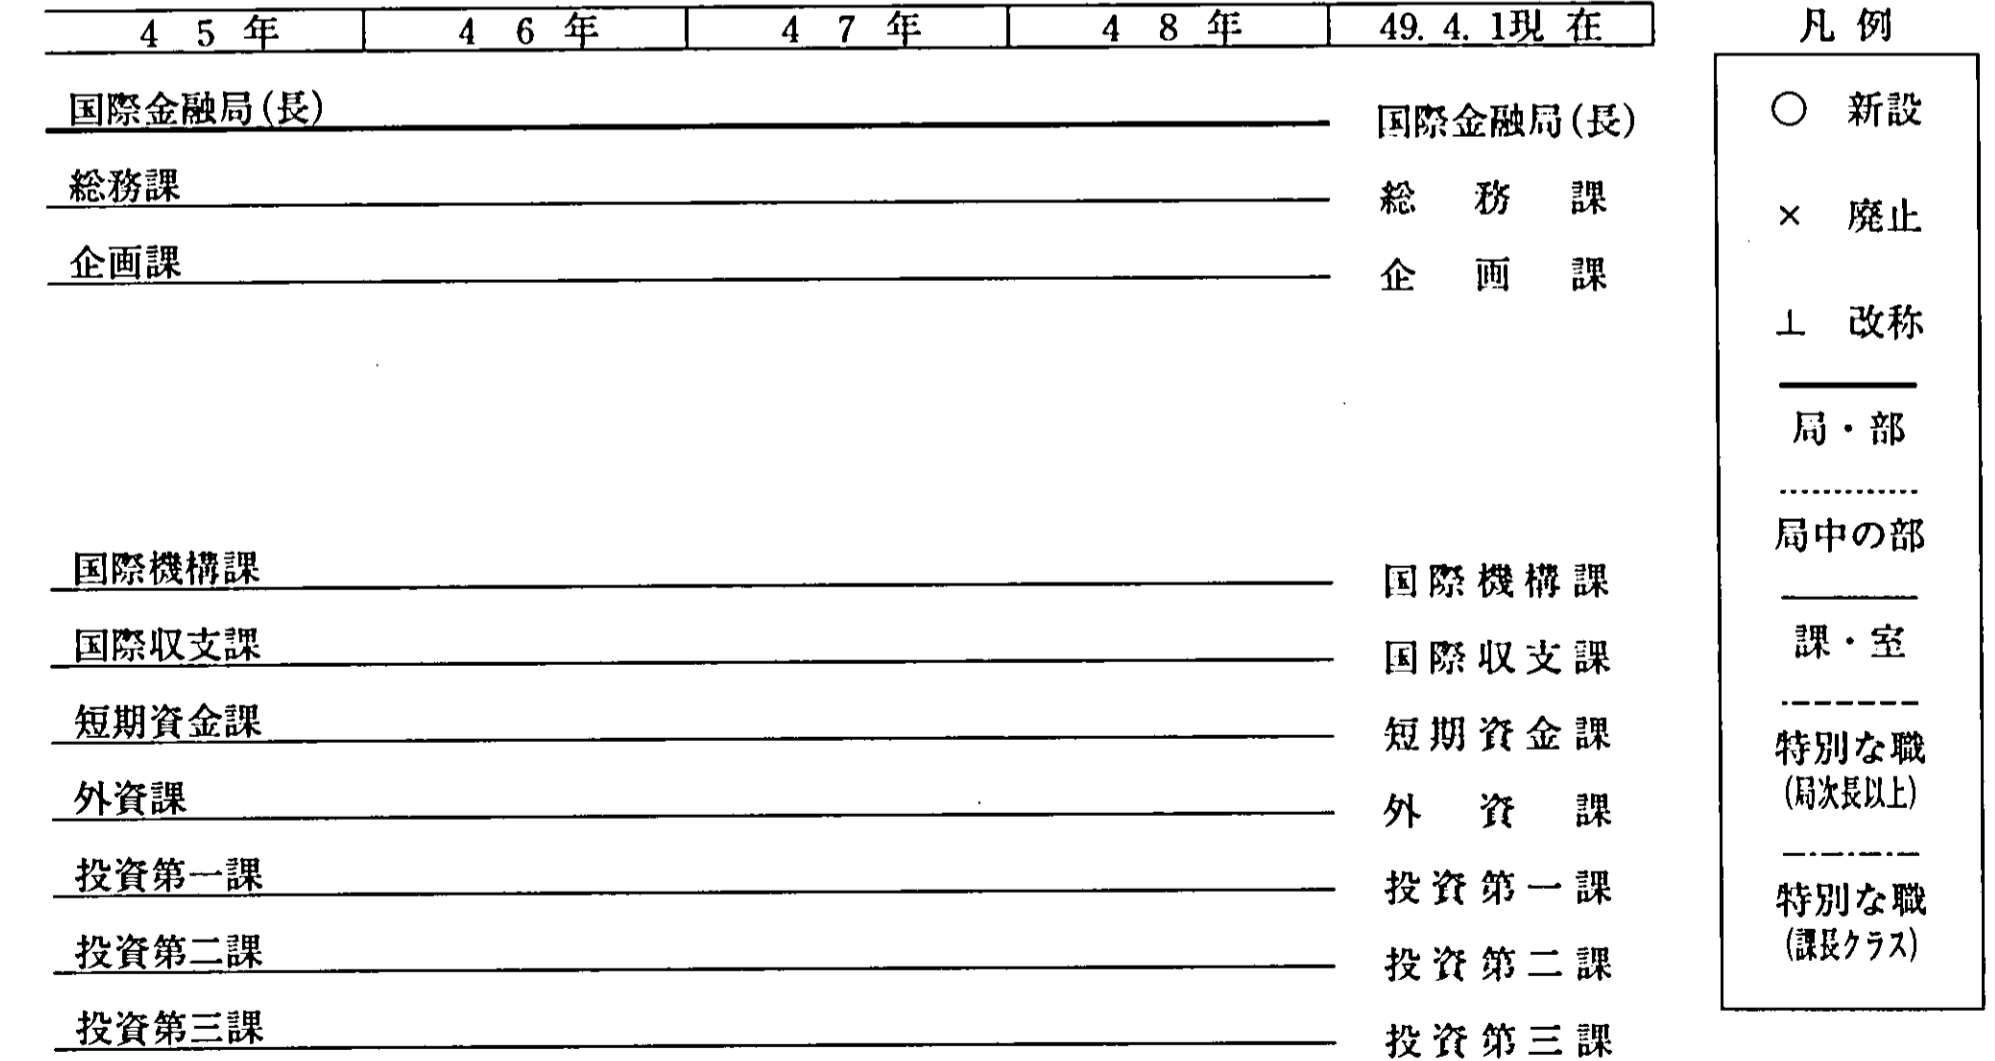 45年 46年 47年 48年 49.4.1現在
国際金融局(長) 国際金融局(長)
総務課 総務課
企画課 企画課
国際機構課 国際機構課
国際収支課 国際収支課
短期資金課 短期資金課
外資課 外資課
投資第一課 投資第一課
投資第二課 投資第二課
投資第三課 投資第三課
凡例
○ 新設
× 廃止
⊥ 改称
局・部
局中の部
課・室
特別な職
(局次長以上)
特別な職
(課長クラス)